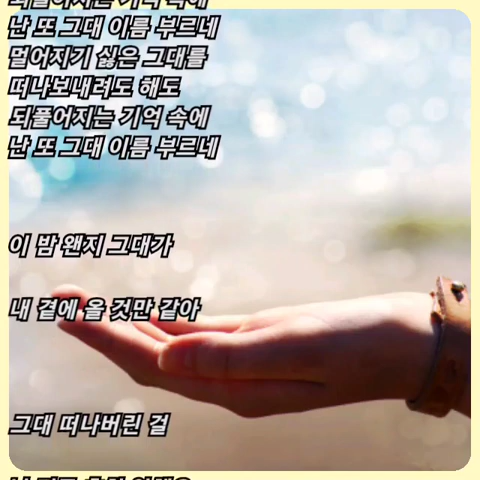 난 또 그대 이름 부르네
멀어지기 싫은 그대를
떠나보내려도 해도
되풀어지는 기억 속에
난 또 그대 이름 부르네
이 밤 왠지 그대가
내 곁에 올 것만 같아
그대 떠나버린 걸